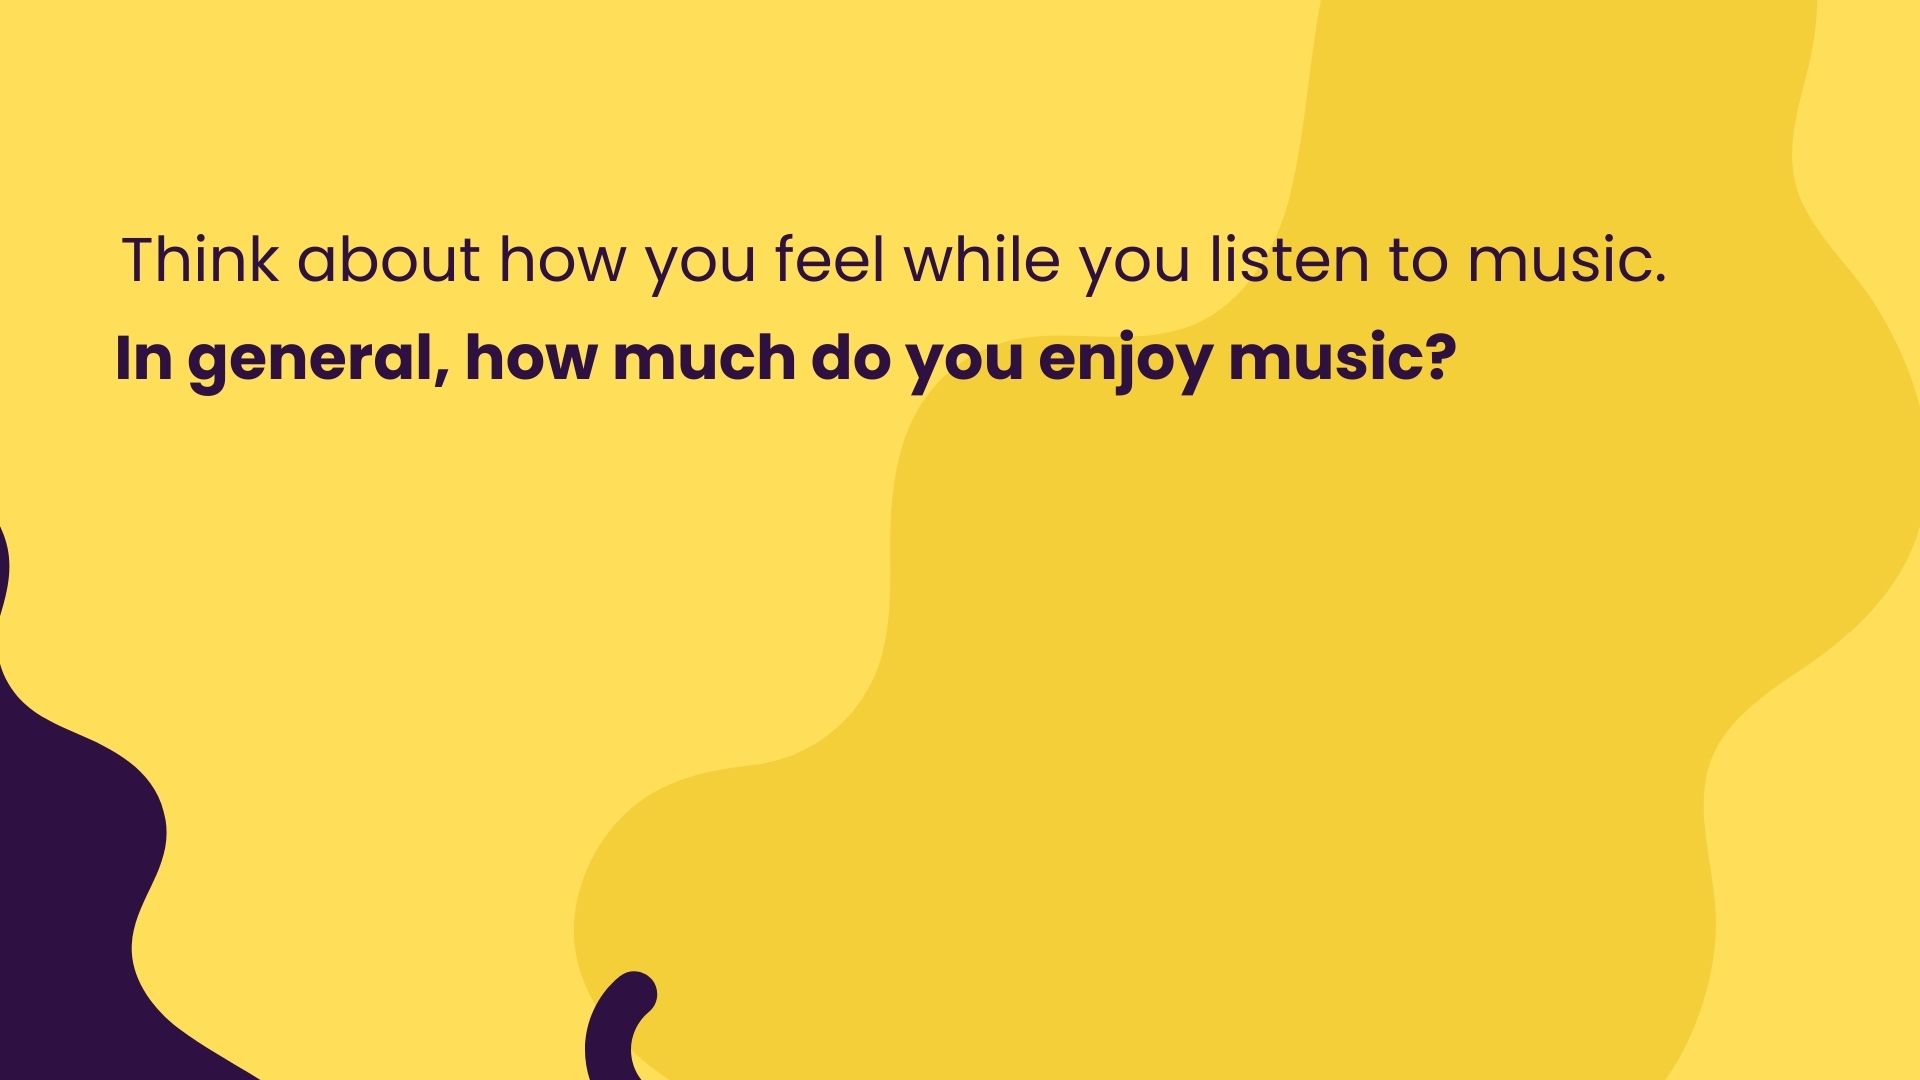 Think about how you feel while you listen to music.
In general, how much do you enjoy music?